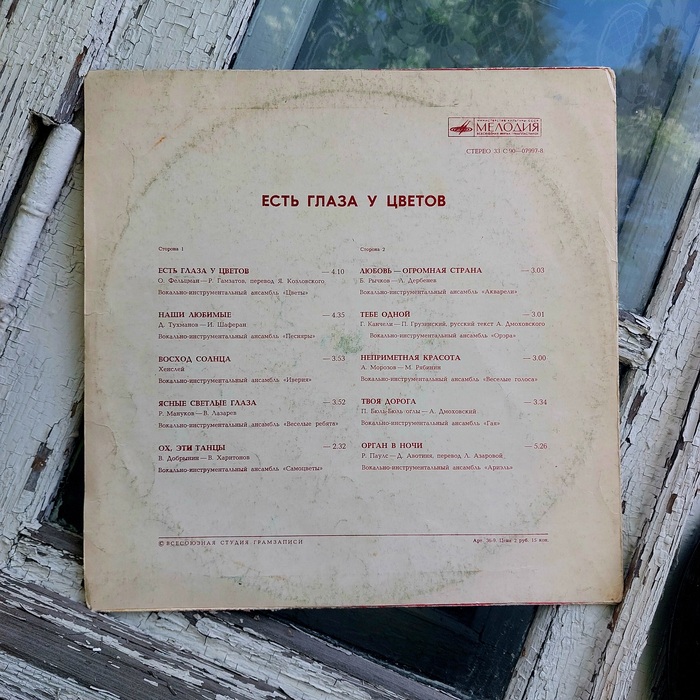 МЕЛОДИЯ
СТЕРЕО 33 С 90—07997-8
ЕСТЬ ГЛАЗА У ЦВЕТОВ
Сторона 1
ЕСТЬ ГЛАЗА У ЦВЕТОВ — 4.10
О. Фельцман — Р. Гамзатов, перевод Я. Козловского
Вокально-инструментальный ансамбль «Цветы»
НАШИ ЛЮБИМЫЕ — 4.35
Д. Тухманов — И. Шаферан
Вокально-инструментальный ансамбль «Песняры»
ВОСХОД СОЛНЦА — 3.53
Хенслей
Вокально-инструментальный ансамбль «Иверия»
ЯСНЫЕ СВЕТЛЫЕ ГЛАЗА — 3.52
Р. Мануков — В. Лазарев
Вокально-инструментальный ансамбль «Веселые ребята»
ОХ, ЭТИ ТАНЦЫ — 2.32
В. Добрынин — В. Харитонов
Вокально-инструментальный ансамбль «Самоцветы»
Сторона 2
ЛЮБОВЬ — ОГРОМНАЯ СТРАНА — 3.03
Б. Рычков — Л. Дербенев
Вокально-инструментальный ансамбль «Акварели»
ТЕБЕ ОДНОЙ — 3.01
Г. Канчели — П. Грузинский, русский текст А. Дмоховского
Вокально-инструментальный ансамбль «Орэра»
НЕПРИМЕТНАЯ КРАСОТА — 3.00
А. Морозов — М. Рябинин
Вокально-инструментальный ансамбль «Веселые голоса»
ТВОЯ ДОРОГА — 3.34
П. Бюль-Бюль оглы — А. Дмоховский
Вокально-инструментальный ансамбль «Гая»
ОРГАН В НОЧИ — 5.26
Р. Паулс — Д. Авотиня, перевод Л. Азаровой
Вокально-инструментальный ансамбль «Ариэль»
© ВСЕСОЮЗНАЯ СТУДИЯ ГРАМЗАПИСИ
Арт. 36-9. Цена 2 руб. 15 коп.